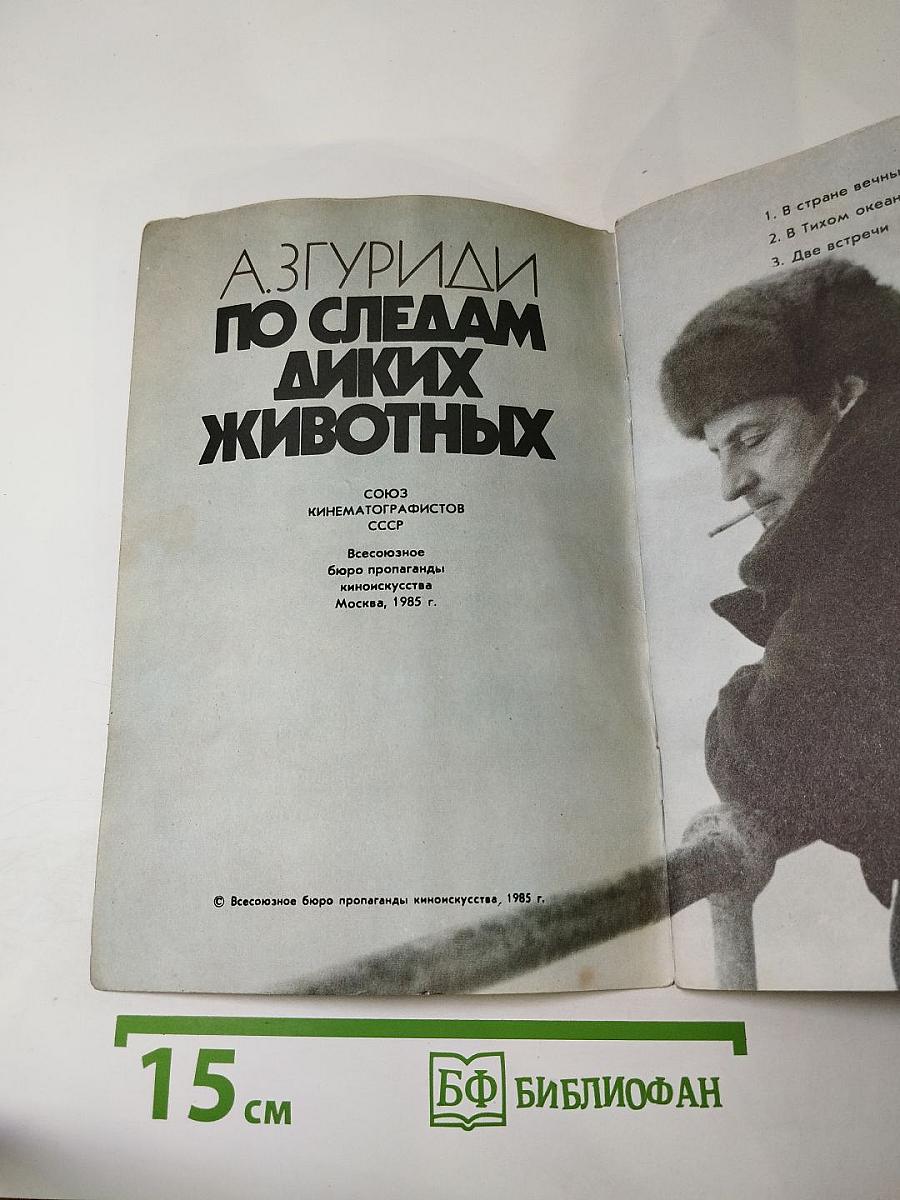 А.ЗГУРИДИ
ПО СЛЕДАМ
ДИКИХ
ЖИВОТНЫХ
СОЮЗ
КИНЕМАТОГРАФИСТОВ
СССР
Всесоюзное
бюро пропаганды
киноискусства
Москва, 1985 г.
© Всесоюзное бюро пропаганды киноискусства, 1985 г.
1. В стране
2. В Тихом
3. Две встречи
15 см
БФ БИБЛИОФАН